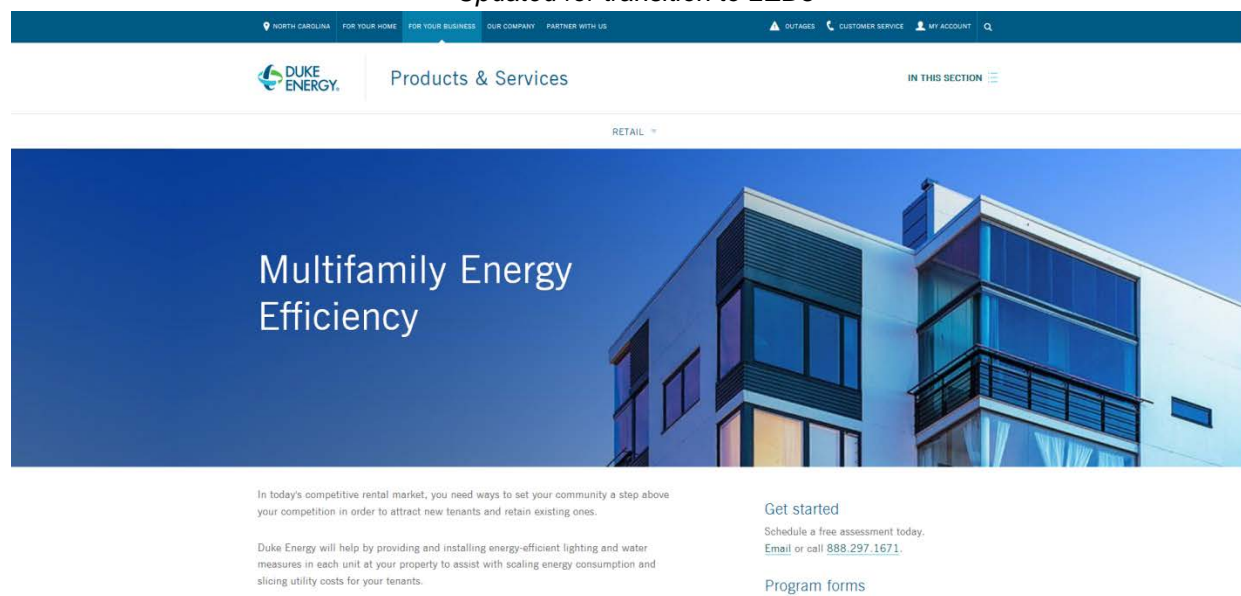 Updated for transition to LEDs
NORTH CAROLINA FOR YOUR HOME FOR YOUR BUSINESS OUR COMPANY PARTNER WITH US OUTAGES CUSTOMER SERVICE MY ACCOUNT
DUKE ENERGY®
Products & Services
IN THIS SECTION
RETAIL
Multifamily Energy
Efficiency
In today's competitive rental market, you need ways to set your community a step above
your competition in order to attract new tenants and retain existing ones.
Duke Energy will help by providing and installing energy-efficient lighting and water
measures in each unit at your property to assist with scaling energy consumption and
slicing utility costs for your tenants.
Get started
Schedule a free assessment today.
Email or call 888.297.1671.
Program forms